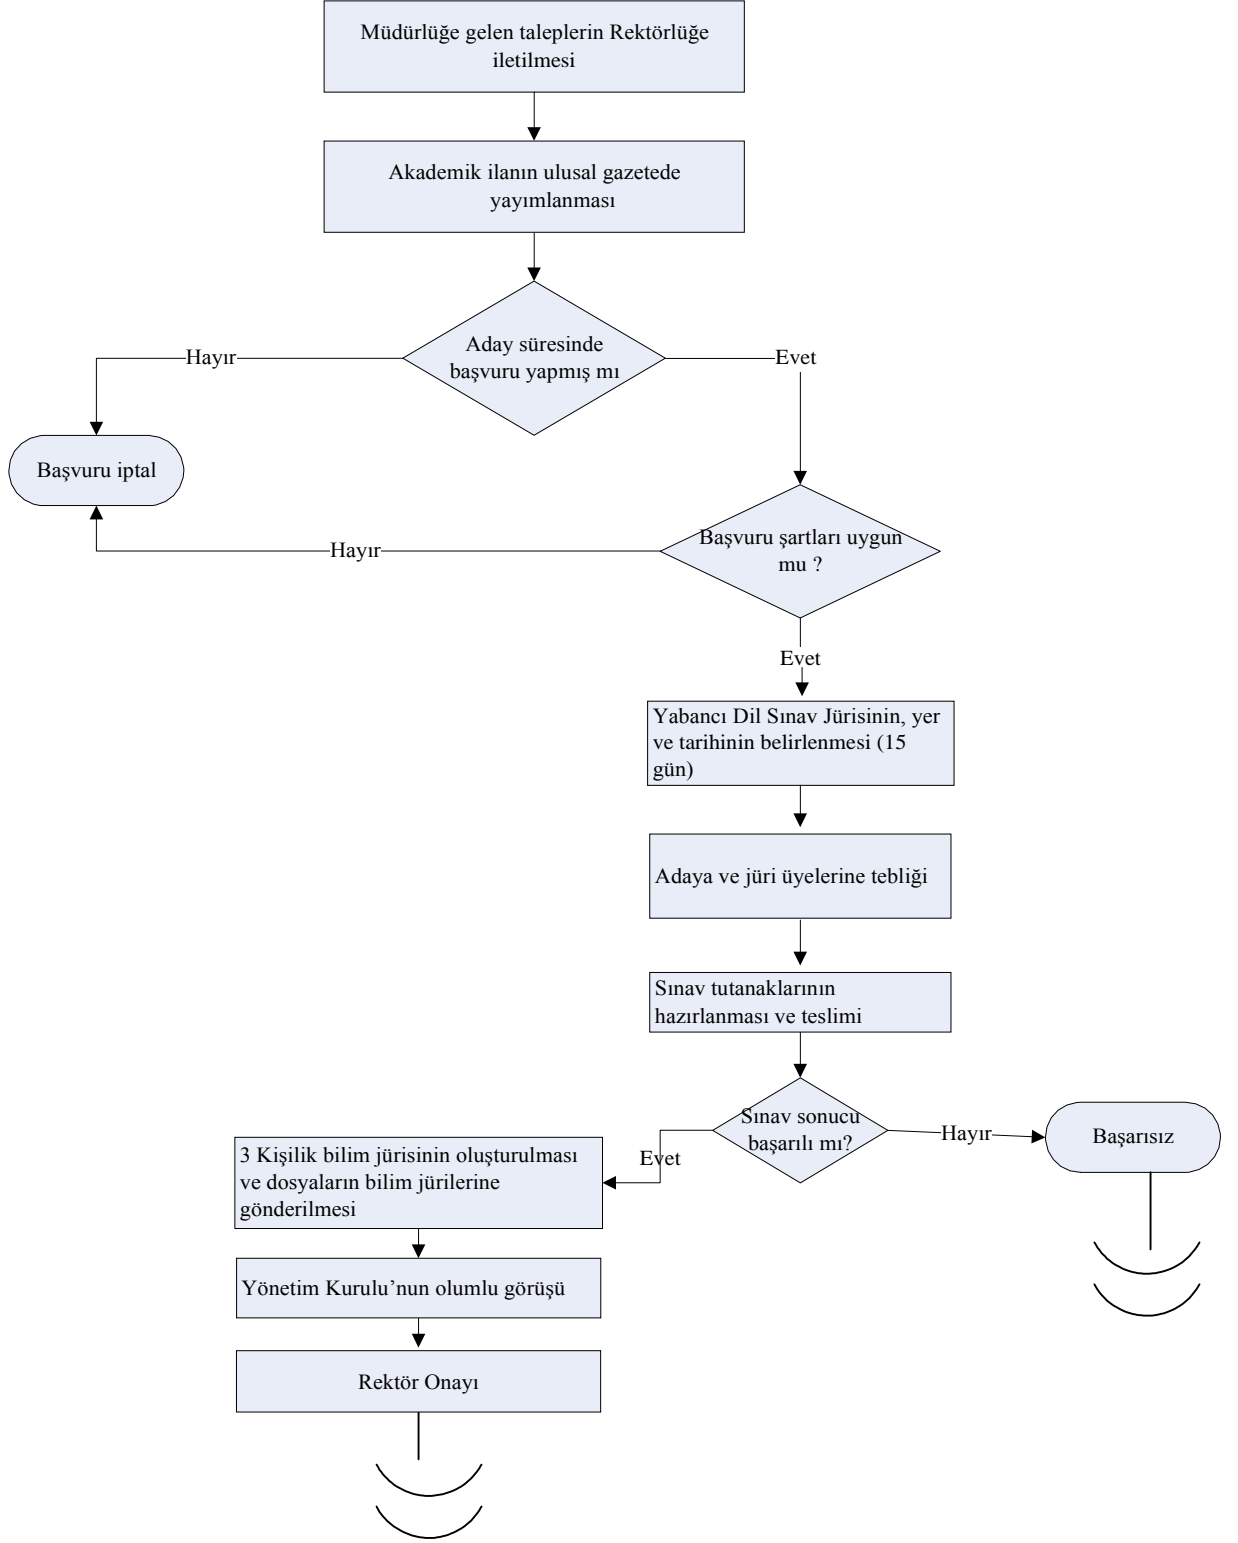 Müdürlüğe gelen taleplerin Rektörlüğe
iletilmesi
Akademik ilanın ulusal gazetede
yayımlanması
Aday süresinde
başvuru yapmış mı
Hayır
Evet
Başvuru iptal
Başvuru şartları uygun
mu ?
Hayır
Evet
Yabancı Dil Sınav Jürisinin, yer
ve tarihinin belirlenmesi (15
gün)
Adaya ve jüri üyelerine tebliği
Sınav tutanaklarının
hazırlanması ve teslimi
Sınav sonucu
başarılı mı?
Hayır
Başarısız
Evet
3 Kişilik bilim jürisinin oluşturulması
ve dosyaların bilim jürilerine
gönderilmesi
Yönetim Kurulu’nun olumlu görüşü
Rektör Onayı